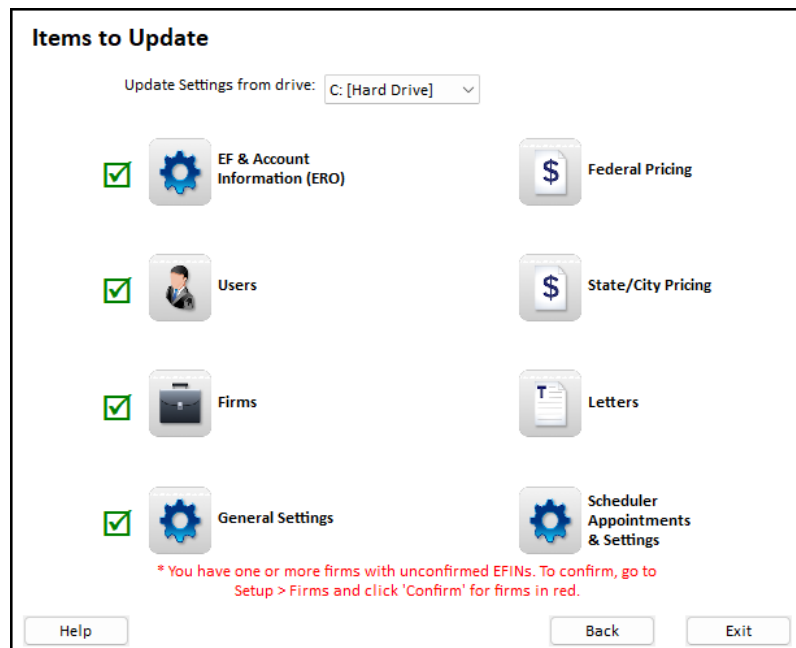 Items to Update
Update Settings from drive: C: [Hard Drive]
EF & Account
Information (ERO)
$ Federal Pricing
Users
$ State/City Pricing
Firms
T Letters
General Settings
Scheduler
Appointments
& Settings
* You have one or more firms with unconfirmed EFINs. To confirm, go to
Setup > Firms and click 'Confirm' for firms in red.
Help Back Exit